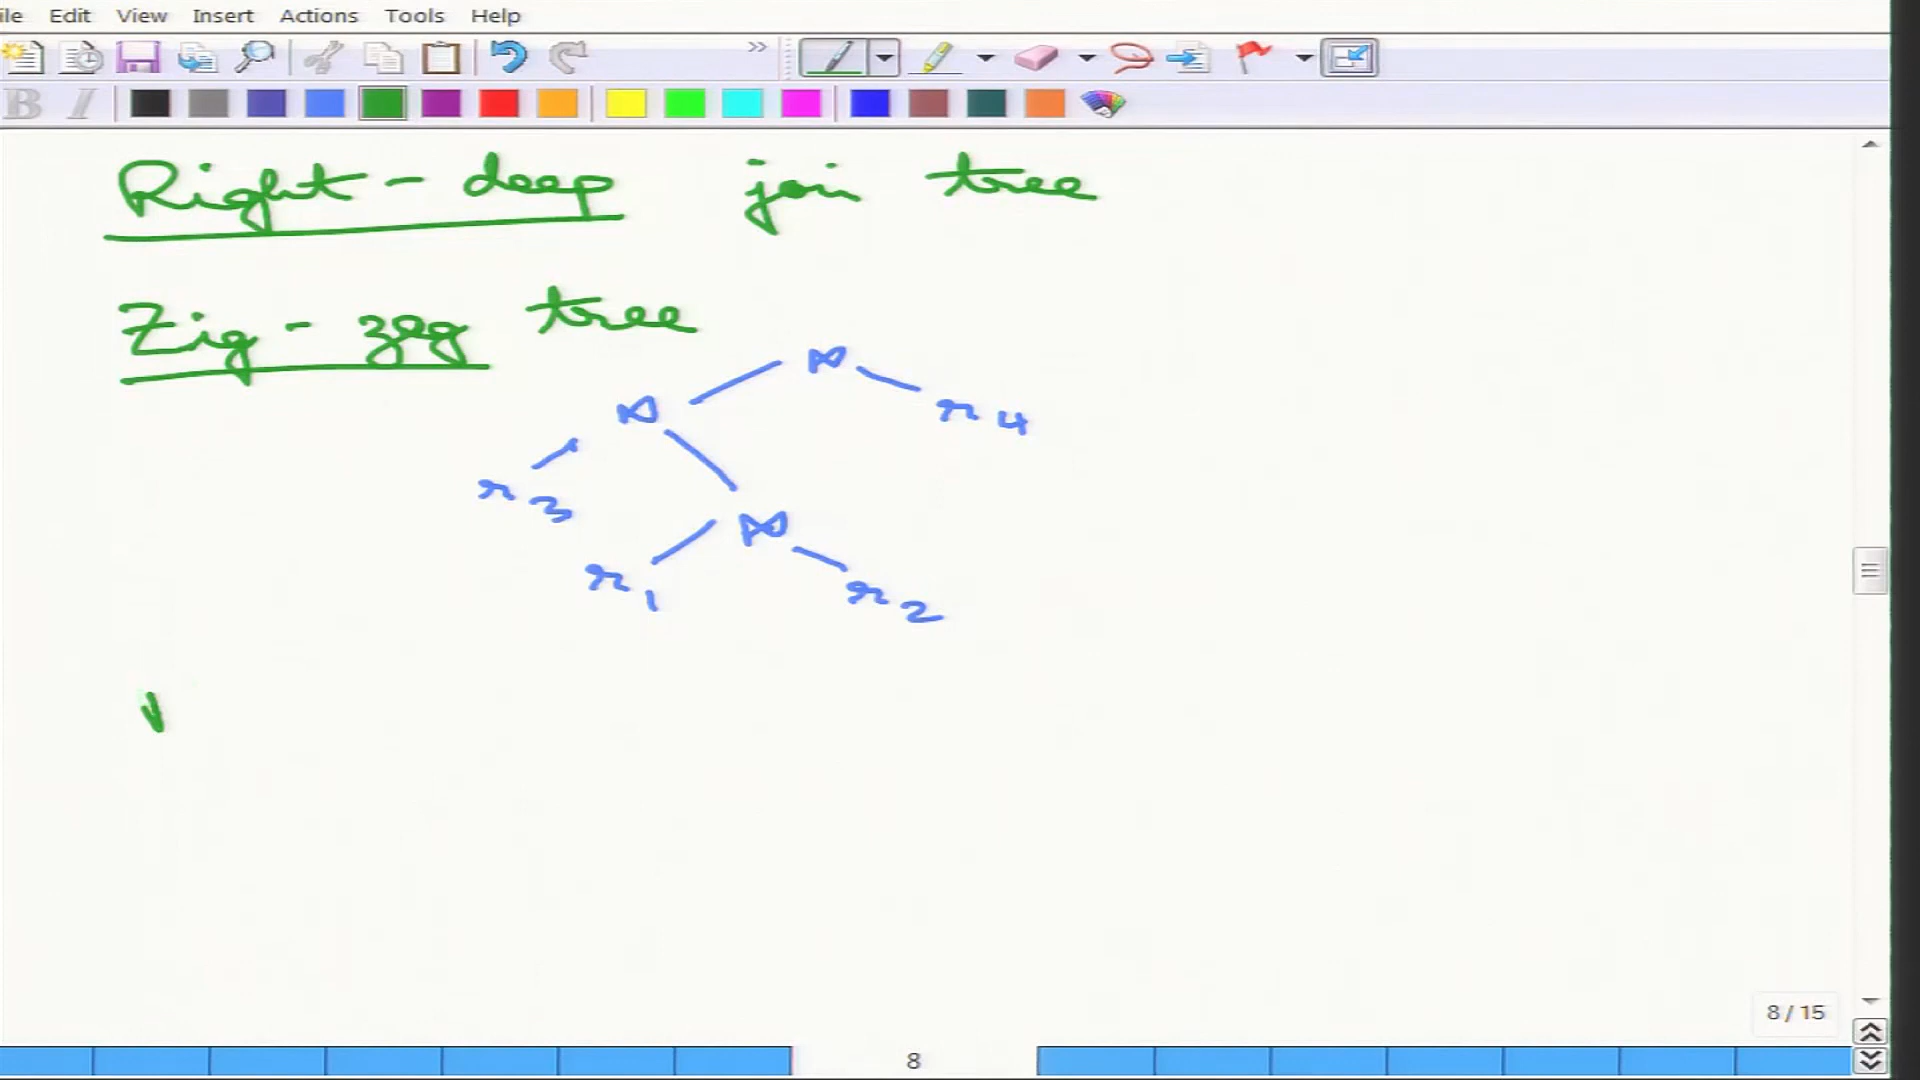 ile Edit View Insert Actions Tools Help
B I
Right - deep join tree
Zig - zag tree
⋈
⋈ r4
r3 ⋈
r1 r2
8 / 15
8